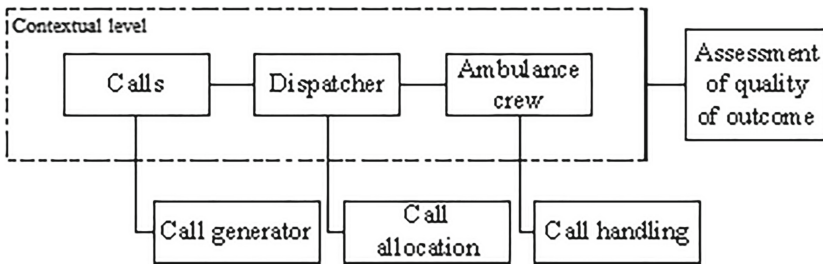 Contextual level
Calls
Dispatcher
Ambulance
crew
Assessment
of quality
of outcome
Call generator
Call
allocation
Call handling